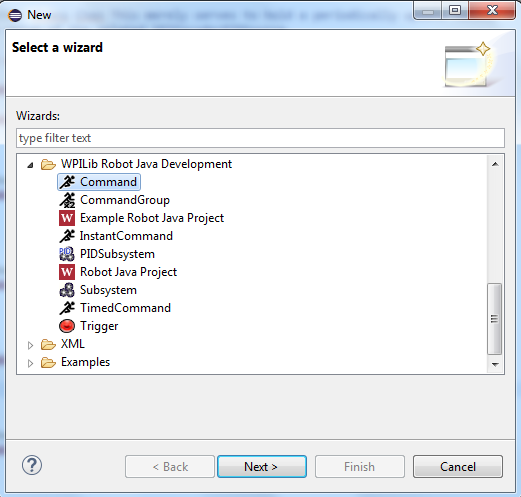 New
Select a wizard
Wizards:
type filter text
WPILib Robot Java Development
Command
CommandGroup
Example Robot Java Project
InstantCommand
PIDSubsystem
Robot Java Project
Subsystem
TimedCommand
Trigger
XML
Examples
< Back
Next >
Finish
Cancel